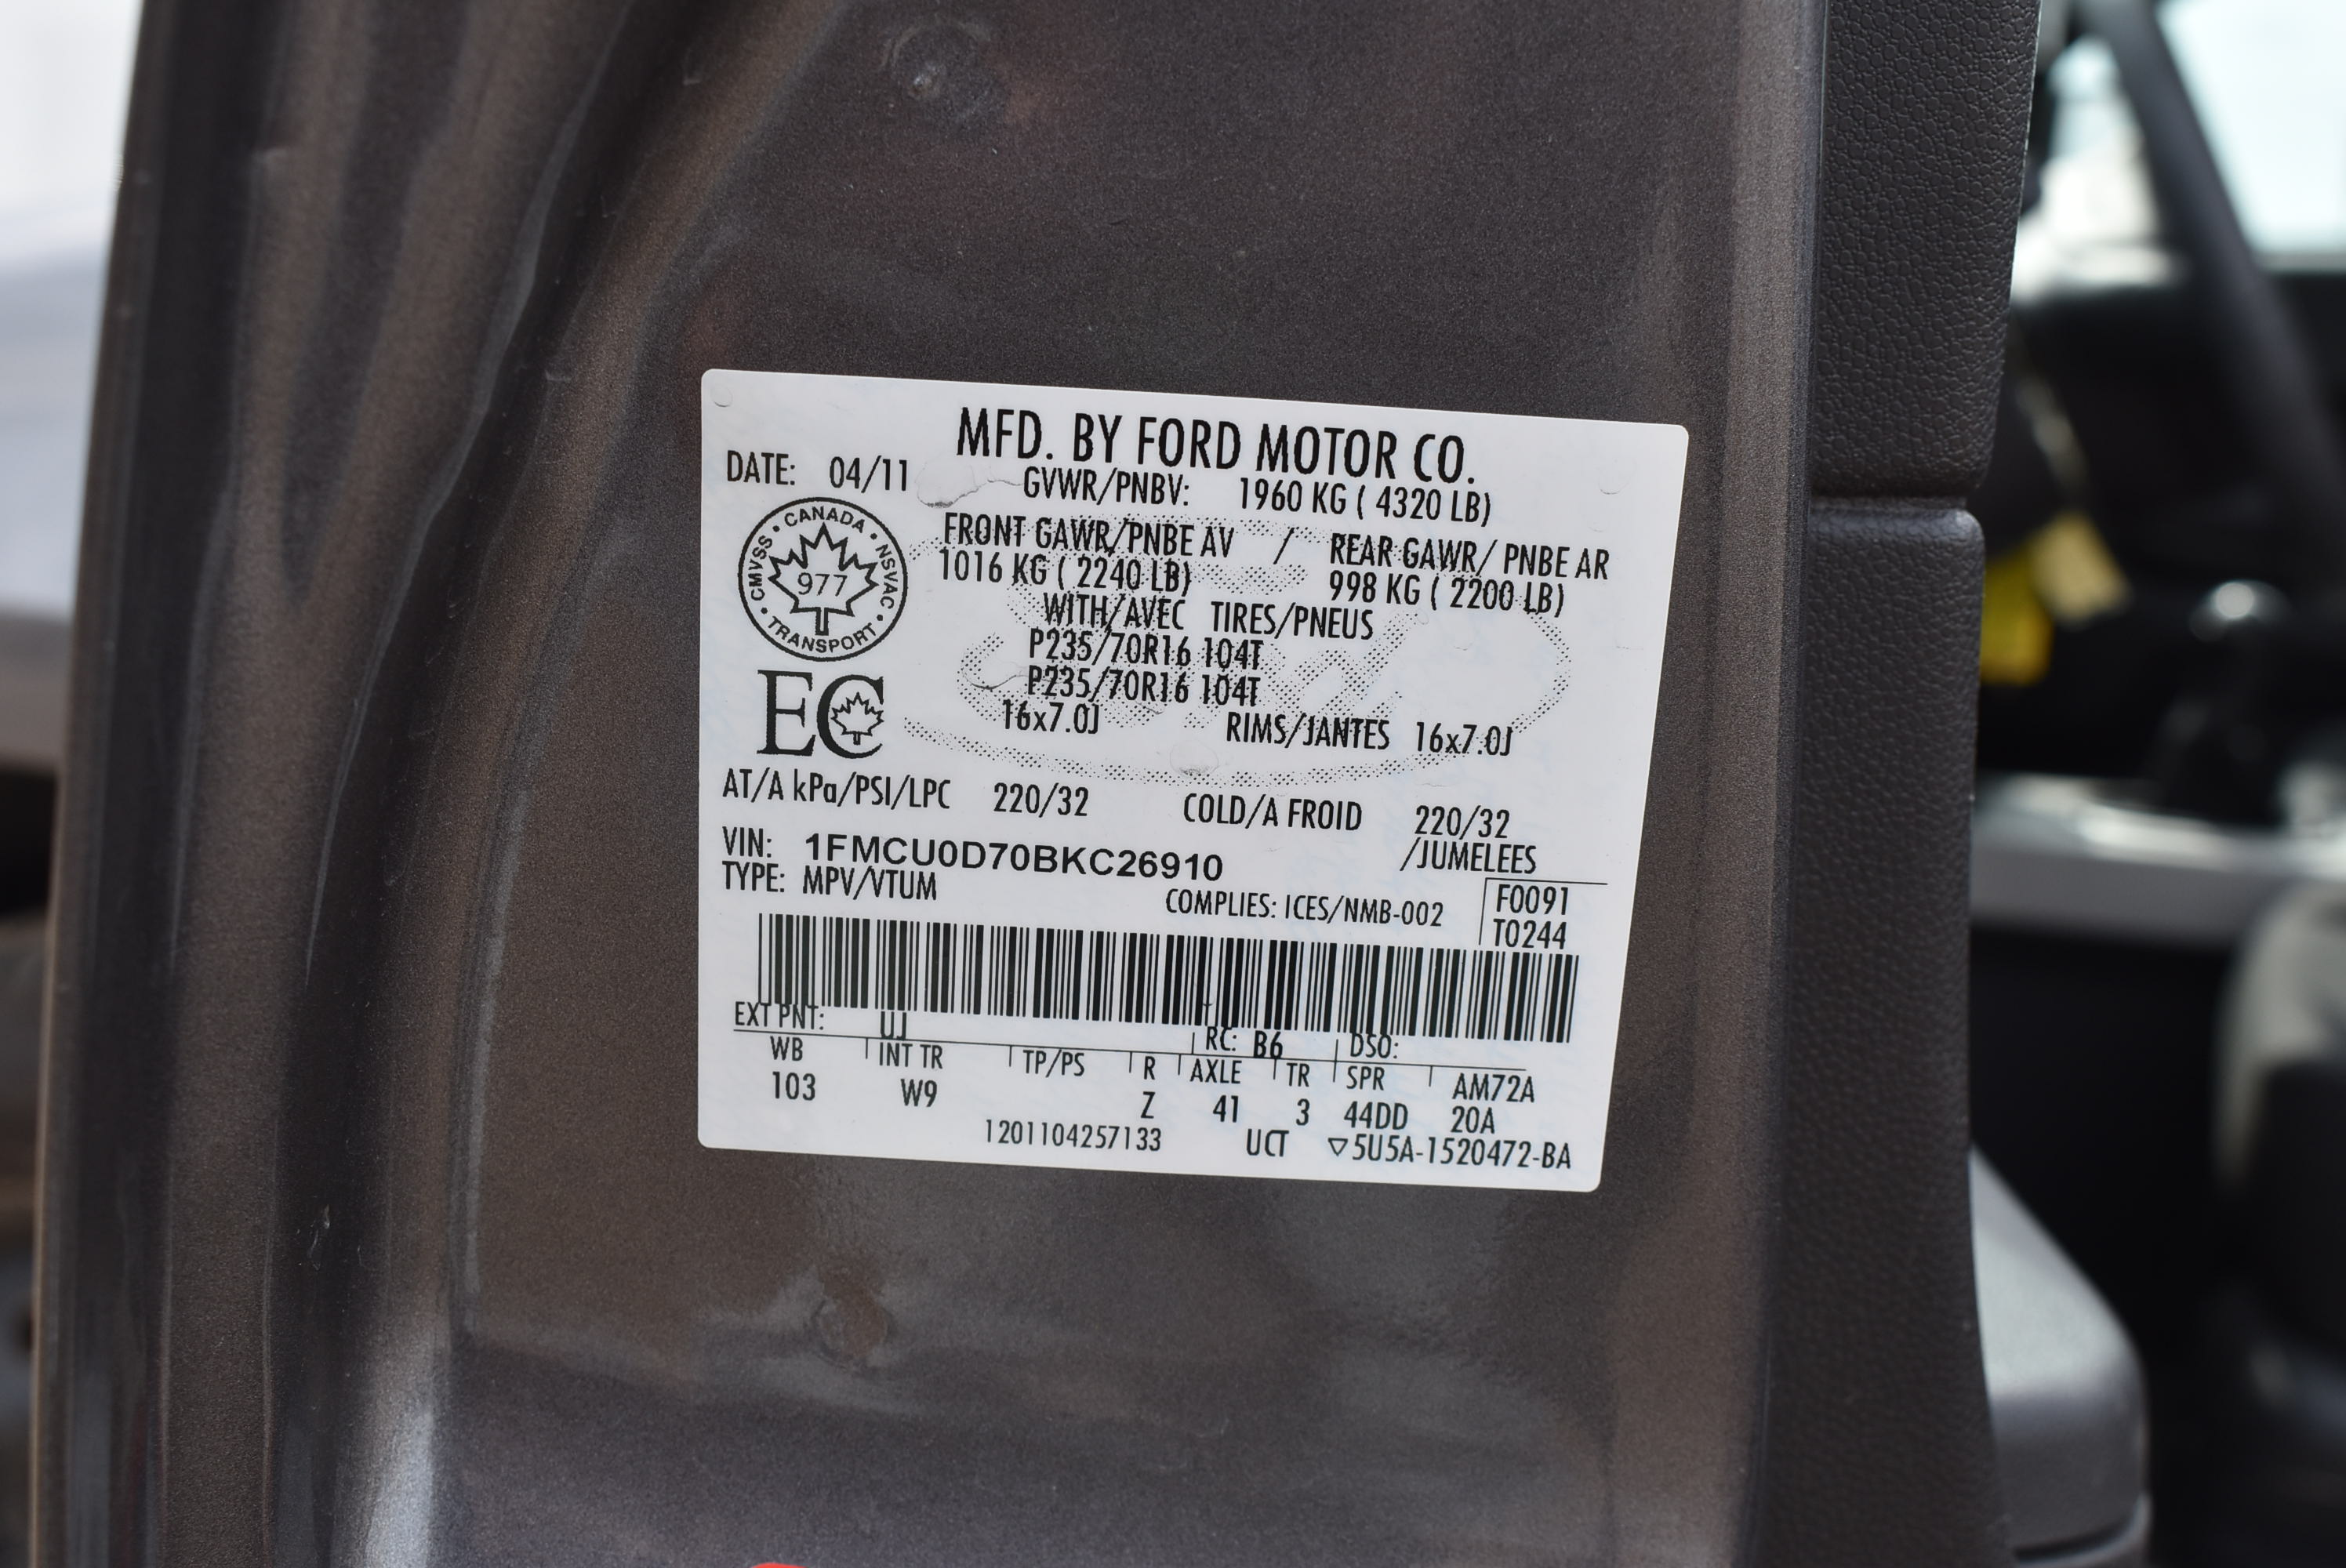 MFD. BY FORD MOTOR CO.
DATE: 04/11
GVWR/PNBV: 1960 KG ( 4320 LB)
FRONT GAWR/PNBE AV / REAR GAWR/ PNBE AR
1016 KG ( 2240 LB) 998 KG ( 2200 LB)
WITH/AVEC TIRES/PNEUS
P235/70R16 104T
P235/70R16 104T
16x7.0J RIMS/JANTES 16x7.0J
CANADA • NSVAC • TRANSPORT • CMVSS •
977
EC
AT/A kPa/PSI/LPC 220/32 COLD/A FROID 220/32
/JUMELEES
VIN: 1FMCU0D70BKC26910
TYPE: MPV/VTUM
COMPLIES: ICES/NMB-002
F0091
T0244
EXT PNT: UJ RC: B6 DSO:
WB INT TR TP/PS R AXLE TR SPR AM72A
103 W9 Z 41 3 44DD 20A
1201104257133 UCT ▽5U5A-1520472-BA